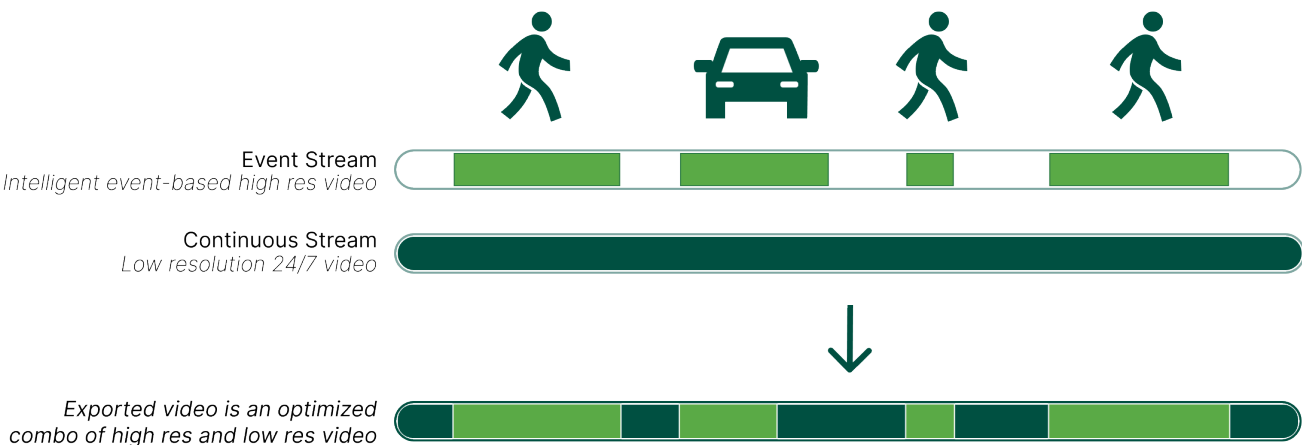 Event Stream
Intelligent event-based high res video
Continuous Stream
Low resolution 24/7 video
Exported video is an optimized
combo of high res and low res video